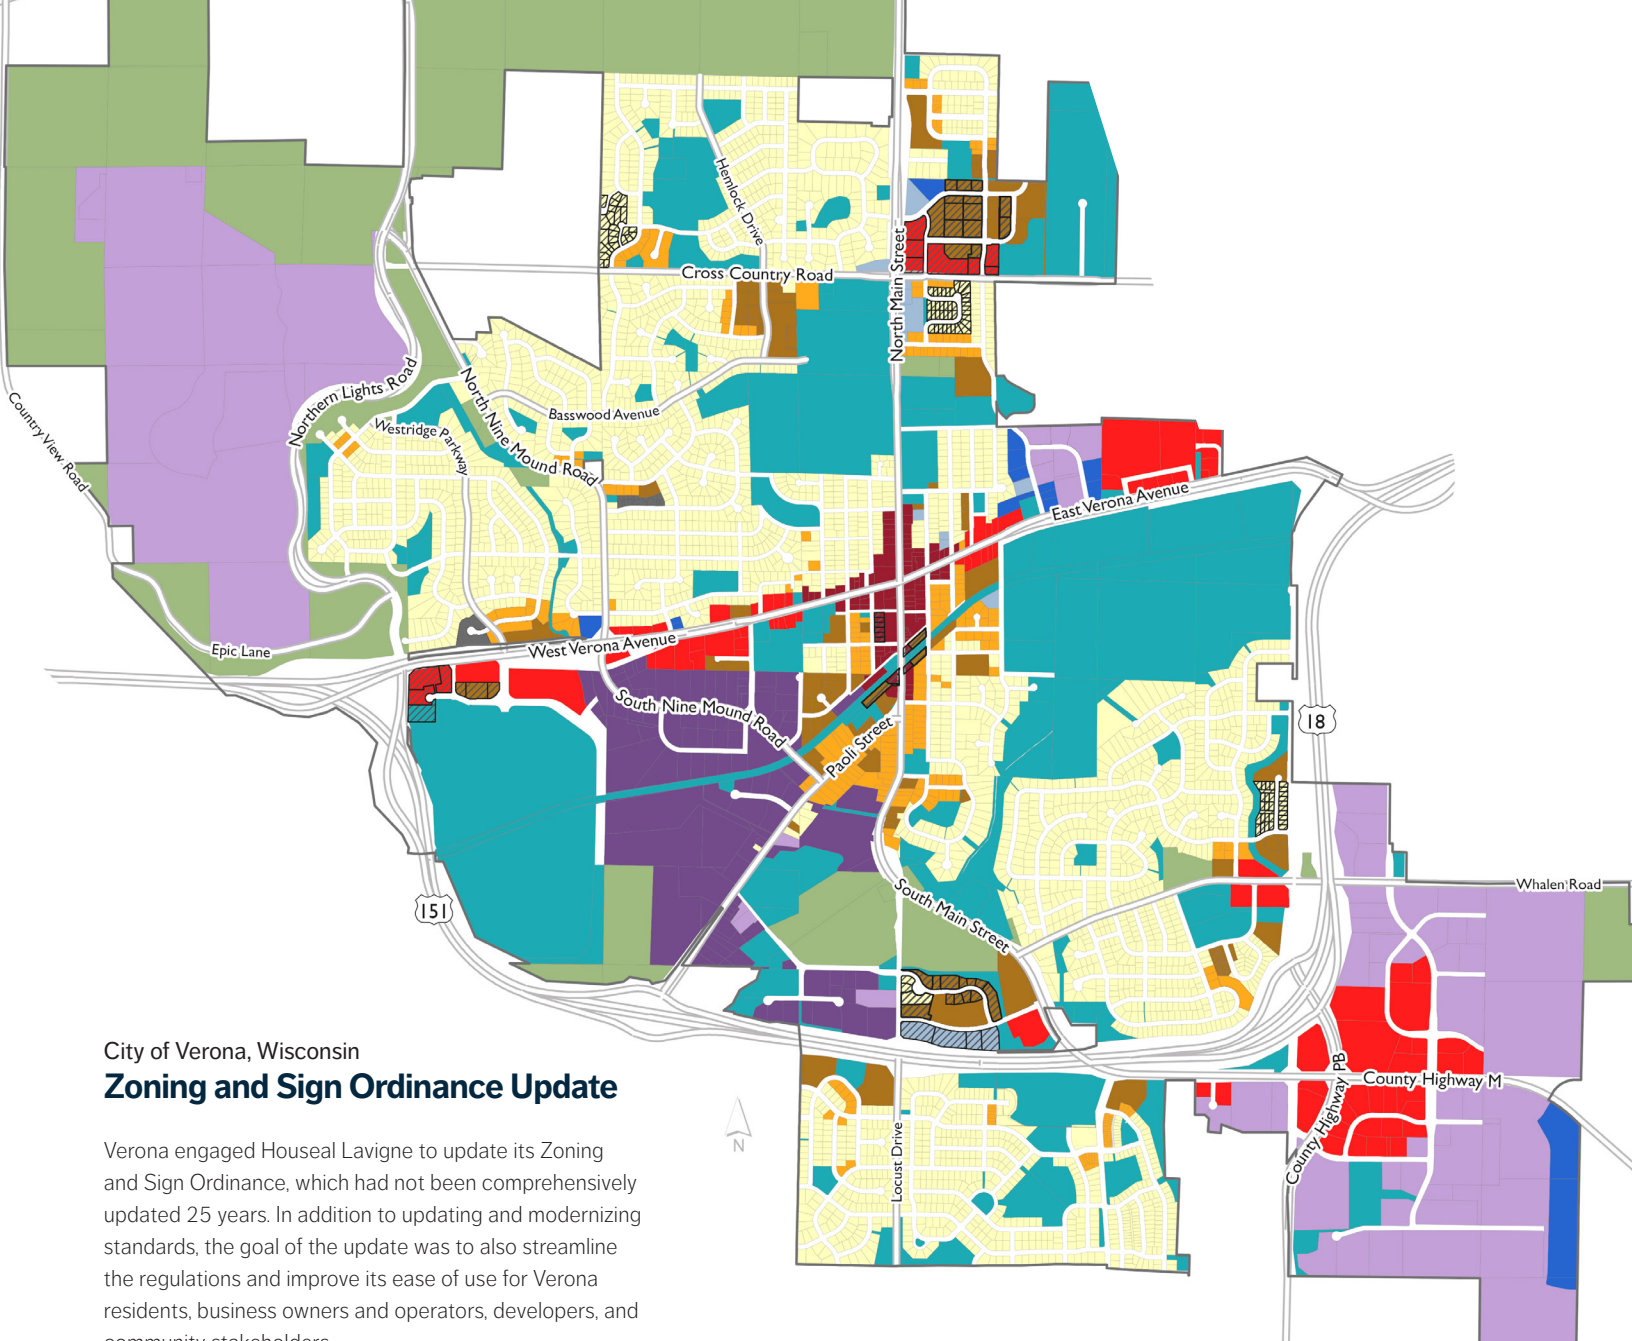 Hemlock Drive
North Main Street
Cross Country Road
Northern Lights Road
Country View Road
North Nine Mound Road
Basswood Avenue
Westridge Parkway
East Verona Avenue
West Verona Avenue
Epic Lane
South Nine Mound Road
Paoli Street
18
151
South Main Street
Whalen Road
County Highway PB
County Highway M
Locust Drive
N
City of Verona, Wisconsin
Zoning and Sign Ordinance Update
Verona engaged Houseal Lavigne to update its Zoning
and Sign Ordinance, which had not been comprehensively
updated 25 years. In addition to updating and modernizing
standards, the goal of the update was to also streamline
the regulations and improve its ease of use for Verona
residents, business owners and operators, developers, and
community stakeholders.